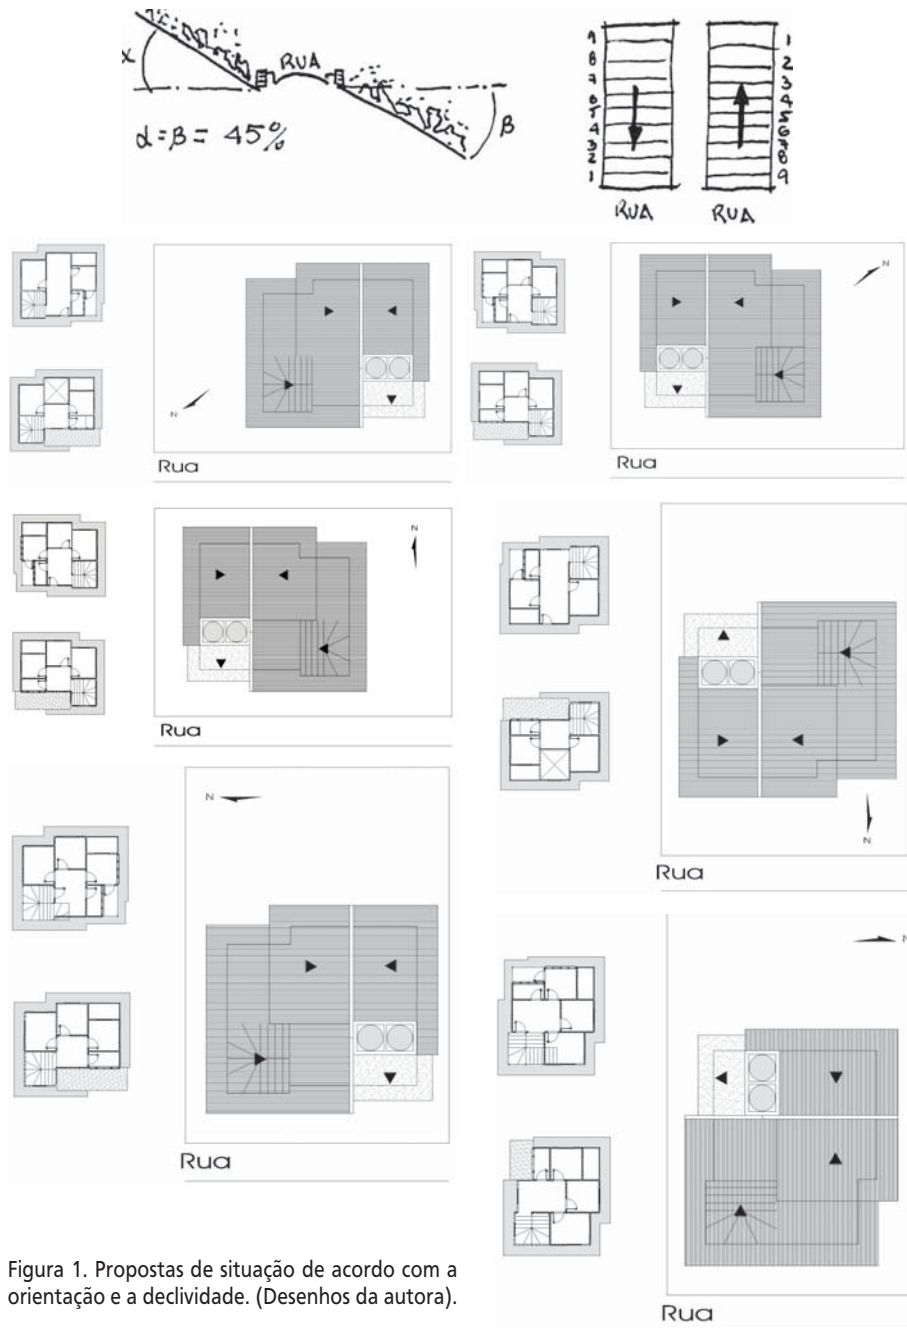 α
RUA
β
α=β= 45%
9
8
7
6
5
4
3
2
1
RUA
1
2
3
4
5
6
7
8
9
RUA
N
Rua
N
Rua
N
Rua
N
Rua
N
Rua
N
Rua
Figura 1. Propostas de situação de acordo com a
orientação e a declividade. (Desenhos da autora).